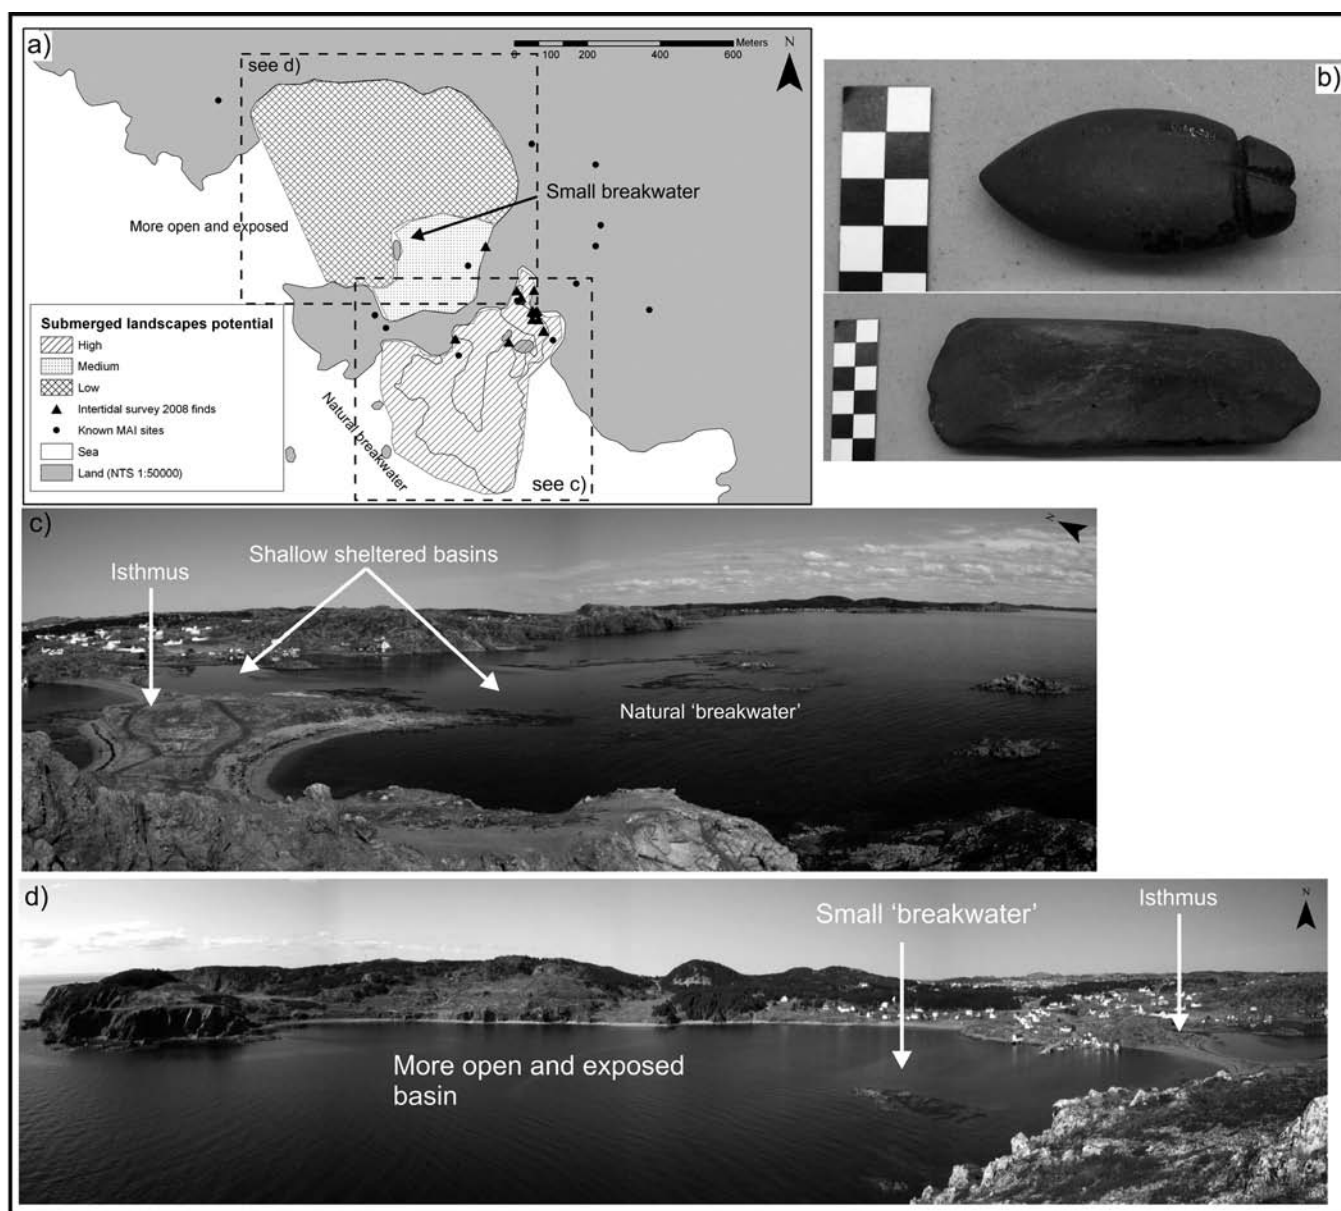 a)
Meters
0 100 200 400 600
N
see d)
Small breakwater
More open and exposed
Submerged landscapes potential
High
Medium
Low
Intertidal survey 2008 finds
Known MAI sites
Sea
Land (NTS 1:50000)
Natural breakwater
see c)
b)
c)
N
Isthmus
Shallow sheltered basins
Natural ‘breakwater’
d)
N
Small ‘breakwater’
Isthmus
More open and exposed
basin